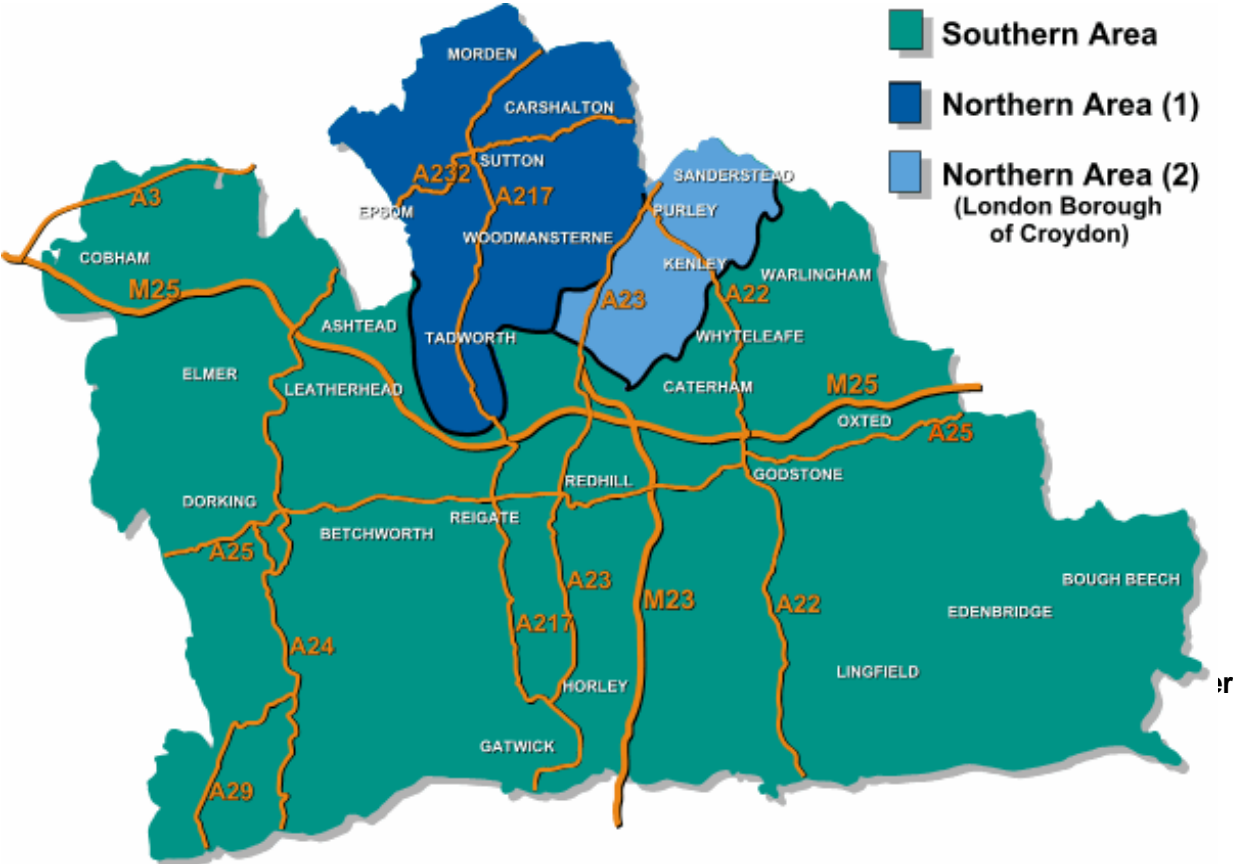 Southern Area
Northern Area (1)
Northern Area (2)
(London Borough
of Croydon)
MORDEN
CARSHALTON
SUTTON
A232
SANDERSTEAD
A3
A217
EPSOM
PURLEY
WOODMANSTERNE
COBHAM
KENLEY
WARLINGHAM
M25
A23
A22
ASHTEAD
TADWORTH
WHYTELEAFE
ELMER
LEATHERHEAD
CATERHAM
M25
OXTED
A25
REDHILL
GODSTONE
DORKING
REIGATE
BETCHWORTH
A25
A23
BOUGH BEECH
M23
A22
EDENBRIDGE
A217
A24
LINGFIELD
HORLEY
er
GATWICK
A29